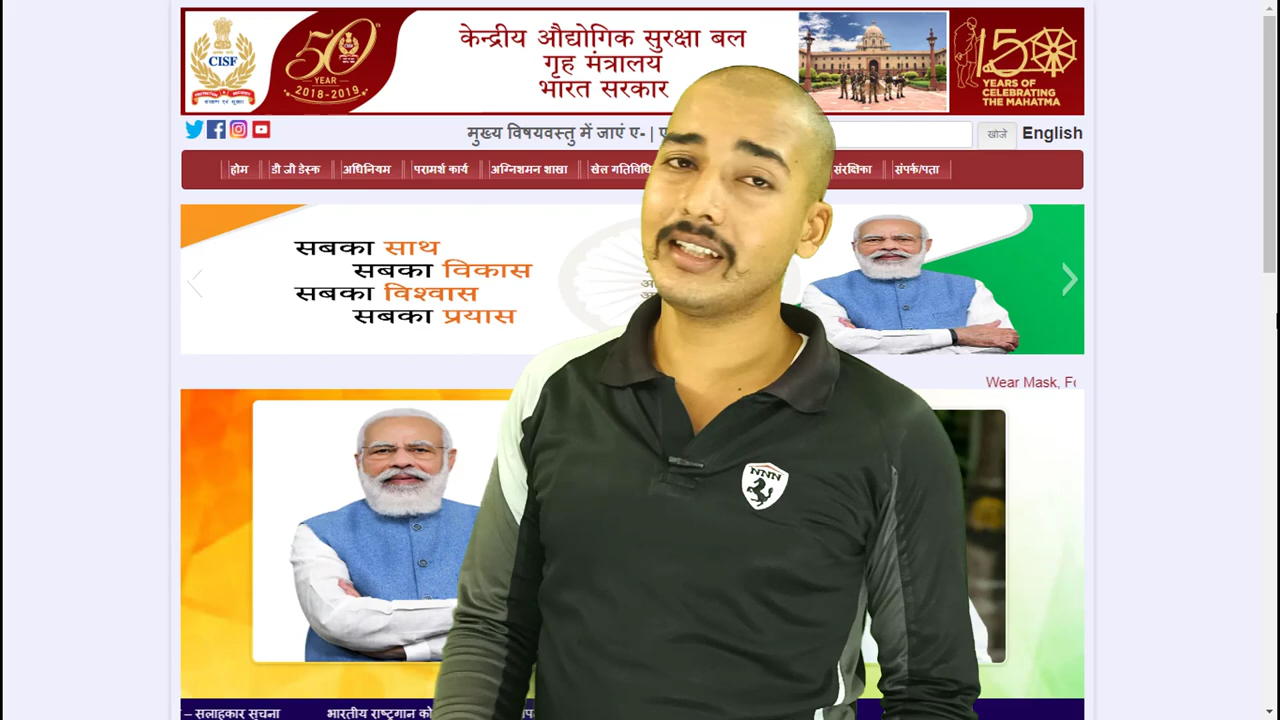 CISF
50
YEAR
2018-2019
केन्द्रीय औद्योगिक सुरक्षा बल
गृह मंत्रालय
भारत सरकार
150
YEARS OF
CELEBRATING
THE MAHATMA
मुख्य विषयवस्तु में जाएं ए- |
खोजे
English
होम
डी जी डेस्क
अधिनियम
परामर्श कार्य
अग्निशमन शाखा
खेल गतिविधि
संरक्षिका
संपर्क/पता
सबका साथ
सबका विकास
सबका विश्वास
सबका प्रयास
Wear Mask,
NNN
– सलाहकार सूचना
भारतीय राष्ट्रगान को